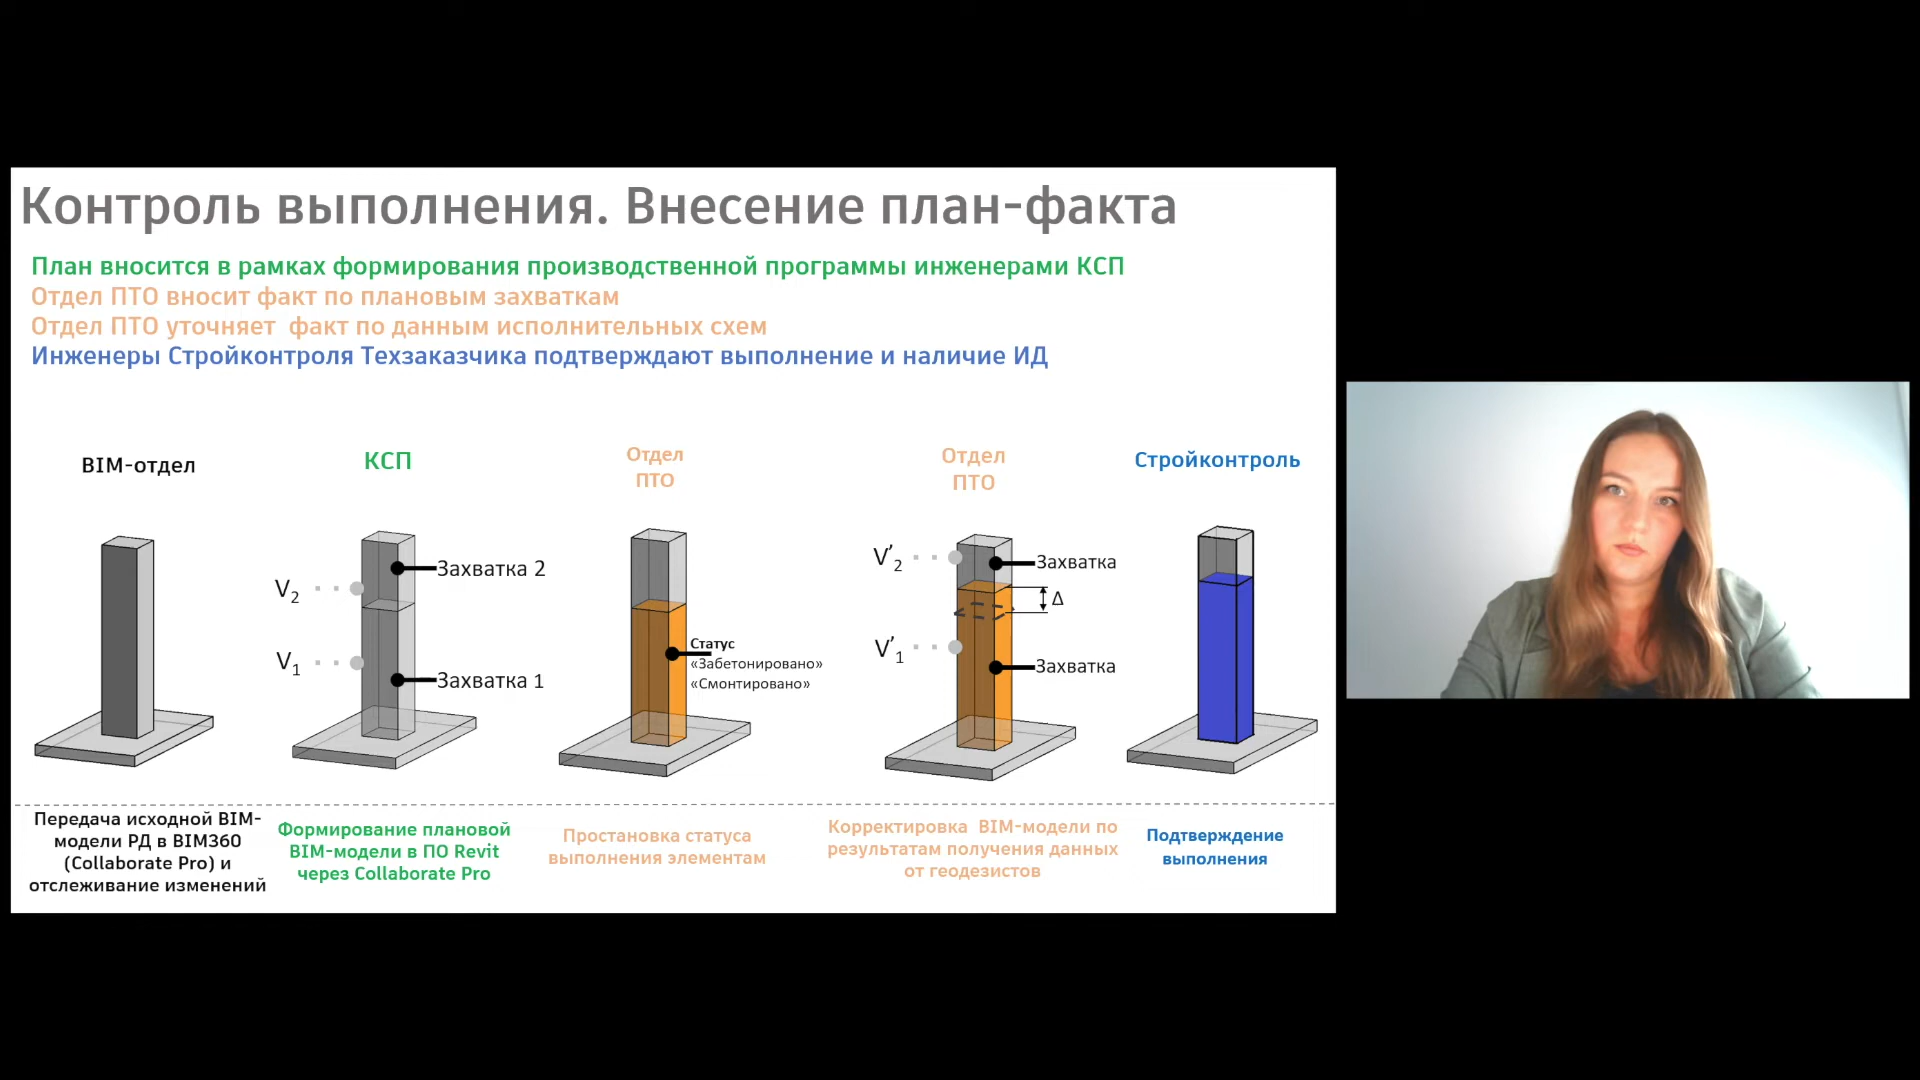 Контроль выполнения. Внесение план-факта
План вносится в рамках формирования производственной программы инженерами КСП
Отдел ПТО вносит факт по плановым захваткам
Отдел ПТО уточняет  факт по данным исполнительных схем
Инженеры Стройконтроля Техзаказчика подтверждают выполнение и наличие ИД
BIM-отдел
КСП
Отдел
ПТО
Отдел
ПТО
Стройконтроль
V2
Захватка 2
V1
Захватка 1
Статус
«Забетонировано»
«Смонтировано»
V’2
Захватка
Δ
V’1
Захватка
Передача исходной BIM-
модели РД в BIM360
(Collaborate Pro) и
отслеживание изменений
Формирование плановой
BIM-модели в ПО Revit
через Collaborate Pro
Простановка статуса
выполнения элементам
Корректировка  BIM-модели по
результатам получения данных
от геодезистов
Подтверждение
выполнения